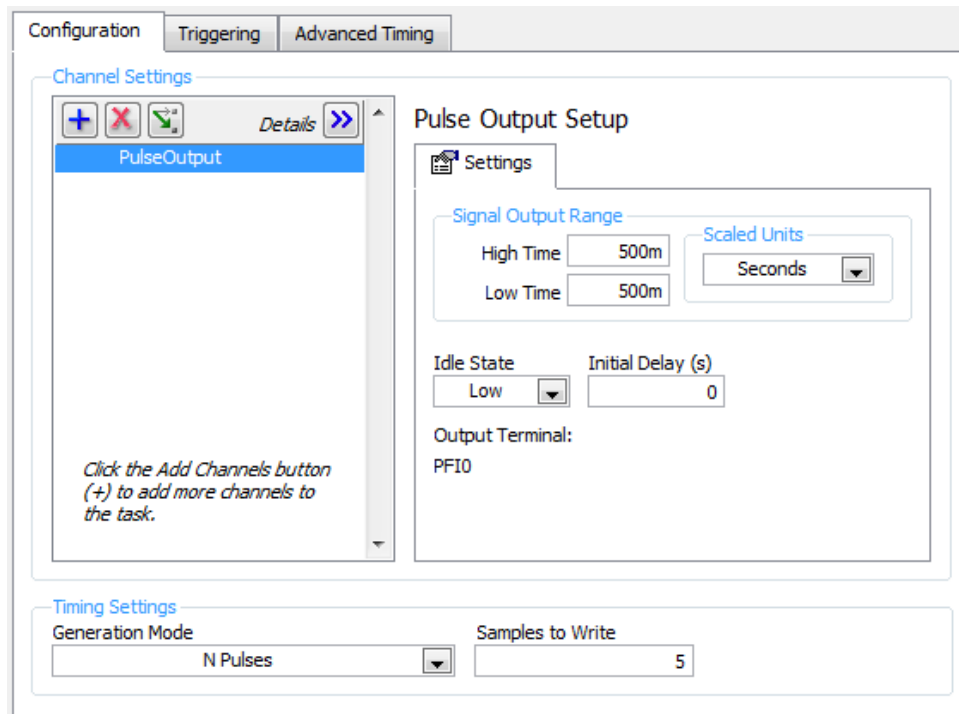 Configuration
Triggering
Advanced Timing
Channel Settings
Details
PulseOutput
Click the Add Channels button
(+) to add more channels to
the task.
Pulse Output Setup
Settings
Signal Output Range
High Time 500m
Low Time 500m
Scaled Units
Seconds
Idle State
Low
Initial Delay (s)
0
Output Terminal:
PFI0
Timing Settings
Generation Mode
N Pulses
Samples to Write
5